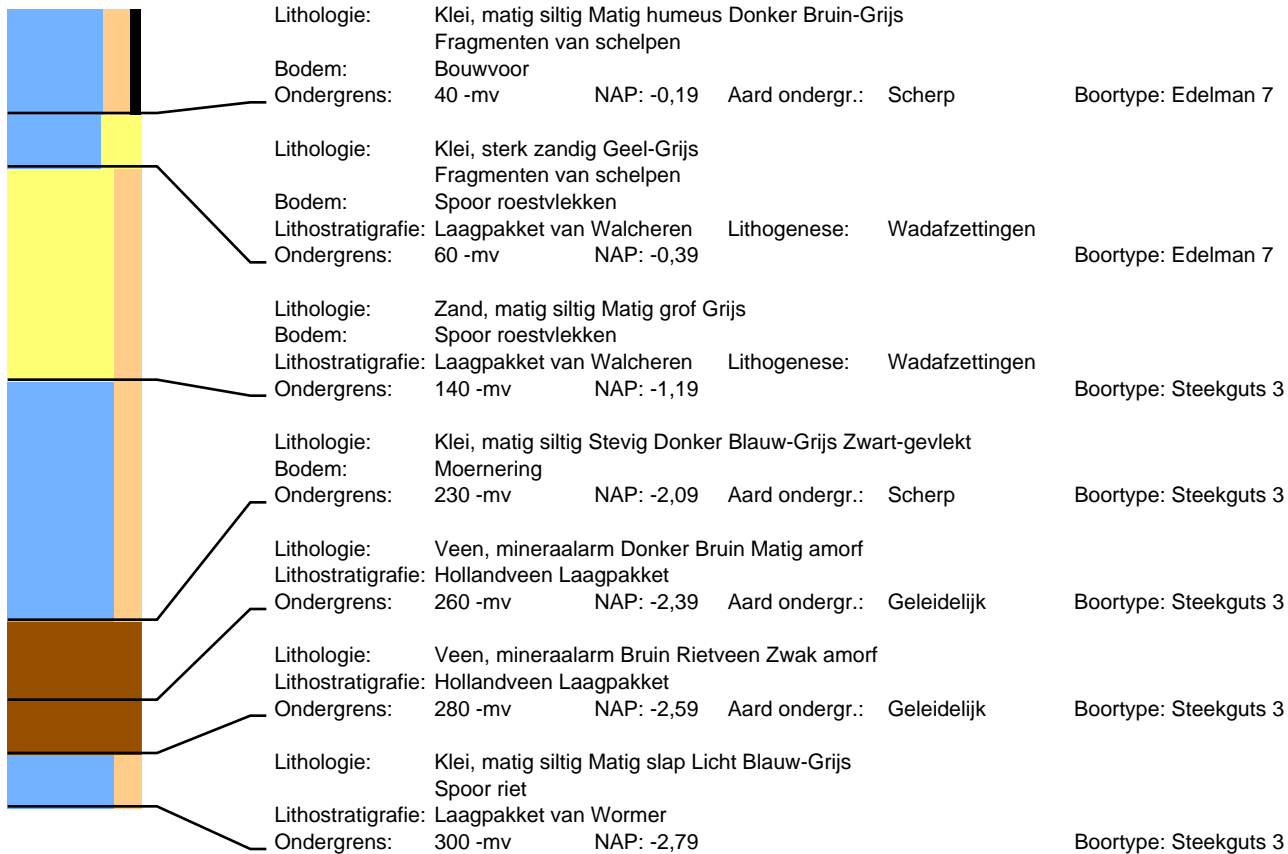 Lithologie: Klei, matig siltig Matig humeus Donker Bruin-Grijs
Fragmenten van schelpen
Bodem: Bouwvoor
Ondergrens: 40 -mv NAP: -0,19 Aard ondergr.: Scherp Boortype: Edelman 7
Lithologie: Klei, sterk zandig Geel-Grijs
Fragmenten van schelpen
Bodem: Spoor roestvlekken
Lithostratigrafie: Laagpakket van Walcheren Lithogenese: Wadafzettingen
Ondergrens: 60 -mv NAP: -0,39 Boortype: Edelman 7
Lithologie: Zand, matig siltig Matig grof Grijs
Bodem: Spoor roestvlekken
Lithostratigrafie: Laagpakket van Walcheren Lithogenese: Wadafzettingen
Ondergrens: 140 -mv NAP: -1,19 Boortype: Steekguts 3
Lithologie: Klei, matig siltig Stevig Donker Blauw-Grijs Zwart-gevlekt
Bodem: Moernering
Ondergrens: 230 -mv NAP: -2,09 Aard ondergr.: Scherp Boortype: Steekguts 3
Lithologie: Veen, mineraalarm Donker Bruin Matig amorf
Lithostratigrafie: Hollandveen Laagpakket
Ondergrens: 260 -mv NAP: -2,39 Aard ondergr.: Geleidelijk Boortype: Steekguts 3
Lithologie: Veen, mineraalarm Bruin Rietveen Zwak amorf
Lithostratigrafie: Hollandveen Laagpakket
Ondergrens: 280 -mv NAP: -2,59 Aard ondergr.: Geleidelijk Boortype: Steekguts 3
Lithologie: Klei, matig siltig Matig slap Licht Blauw-Grijs
Spoor riet
Lithostratigrafie: Laagpakket van Wormer
Ondergrens: 300 -mv NAP: -2,79 Boortype: Steekguts 3